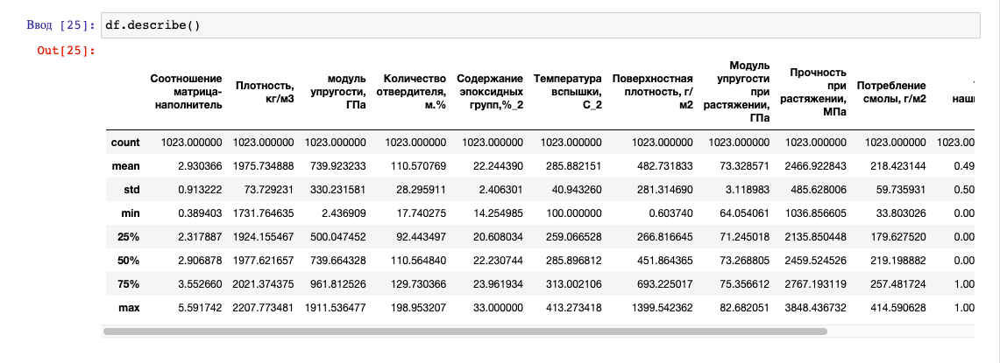 Ввод [25]: df.describe()
Out[25]:
Соотношение матрица-наполнитель Плотность, кг/м3 модуль упругости, ГПа Количество отвердителя, м.% Содержание эпоксидных групп,%_2 Температура вспышки, С_2 Поверхностная плотность, г/м2 Модуль упругости при растяжении, ГПа Прочность при растяжении, МПа Потребление смолы, г/м2
count 1023.000000 1023.000000 1023.000000 1023.000000 1023.000000 1023.000000 1023.000000 1023.000000 1023.000000 1023.000000 1023.00
mean 2.930366 1975.734888 739.923233 110.570769 22.244390 285.882151 482.731833 73.328571 2466.922843 218.423144 0.49
std 0.913222 73.729231 330.231581 28.295911 2.406301 40.943260 281.314690 3.118983 485.628006 59.735931 0.50
min 0.389403 1731.764635 2.436909 17.740275 14.254985 100.000000 0.603740 64.054061 1036.856605 33.803026 0.00
25% 2.317887 1924.155467 500.047452 92.443497 20.608034 259.066528 266.816645 71.245018 2135.850448 179.627520 0.00
50% 2.906878 1977.621657 739.664328 110.564840 22.230744 285.896812 451.864365 73.268805 2459.524526 219.198882 0.00
75% 3.552660 2021.374375 961.812526 129.730366 23.961934 313.002106 693.225017 75.356612 2767.193119 257.481724 1.00
max 5.591742 2207.773481 1911.536477 198.953207 33.000000 413.273418 1399.542362 82.682051 3848.436732 414.590628 1.00